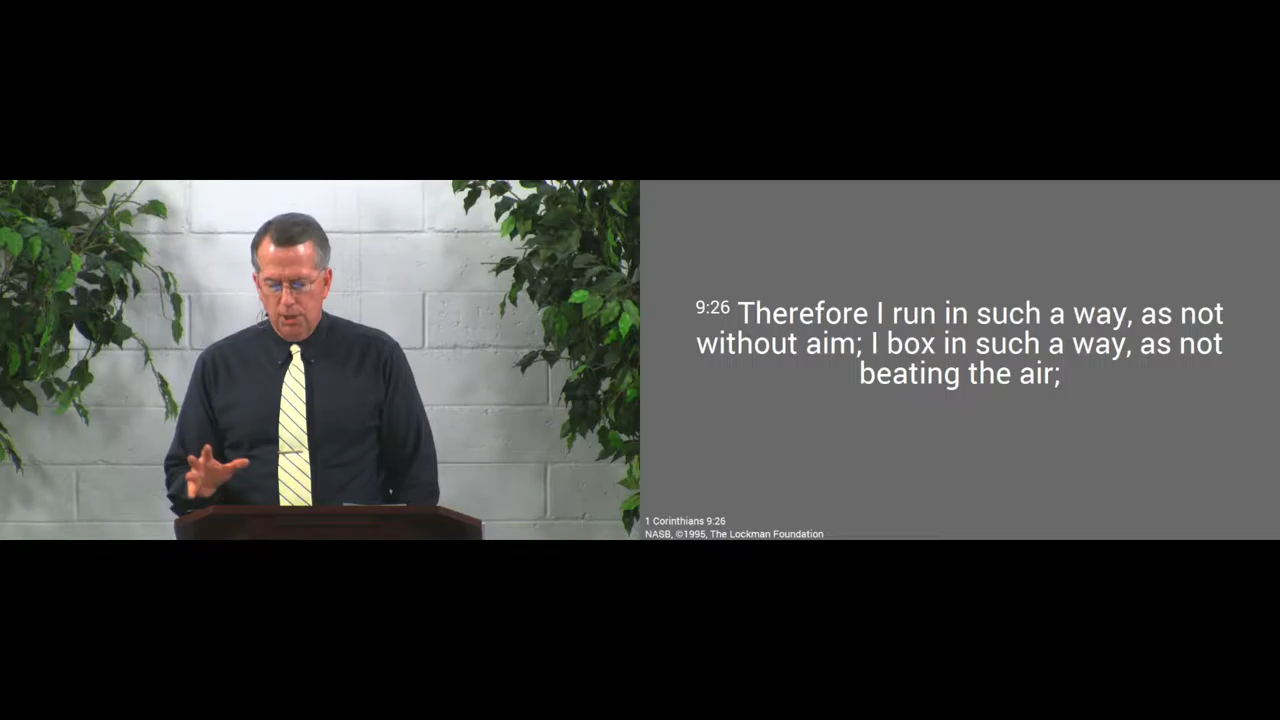 9:26 Therefore I run in such a way, as not
without aim; I box in such a way, as not
beating the air;
1 Corinthians 9:26
NASB, ©1995, The Lockman Foundation